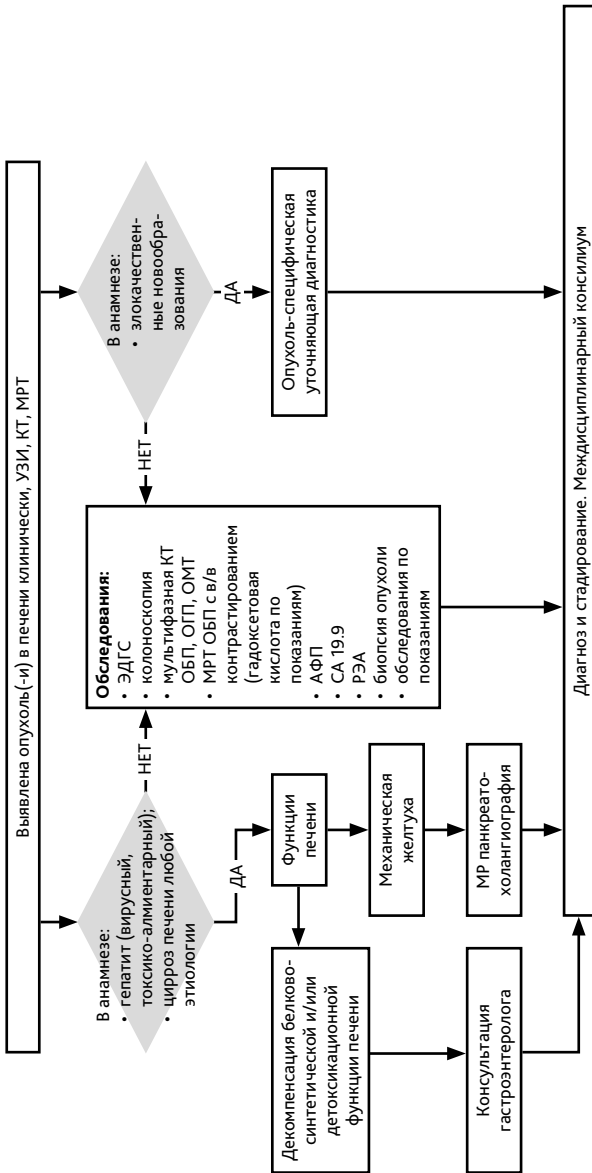 Выявлена опухоль(-и) в печени клинически, УЗИ, КТ, МРТ
В анамнезе:
• гепатит (вирусный,
токсико-алмиентарный);
• цирроз печени любой
этиологии
НЕТ
ДА
Обследования:
• ЭДГС
• колоноскопия
• мультифазная КТ
ОБП, ОГП, ОМТ
• МРТ ОБП с в/в
контрастированием
(гадоксетовая
кислота по
показаниям)
• АФП
• СА 19.9
• РЭА
• биопсия опухоли
• обследования по
показаниям
НЕТ
В анамнезе:
• злокачествен-
ные новообра-
зования
ДА
Опухоль-специфическая
уточняющая диагностика
Функции
печени
Декомпенсация белково-
синтетической и/или
детоксикационной
функции печени
Механическая
желтуха
Консультация
гастроэнтеролога
МР панкреато-
холангиография
Диагноз и стадирование. Междисциплинарный консилиум